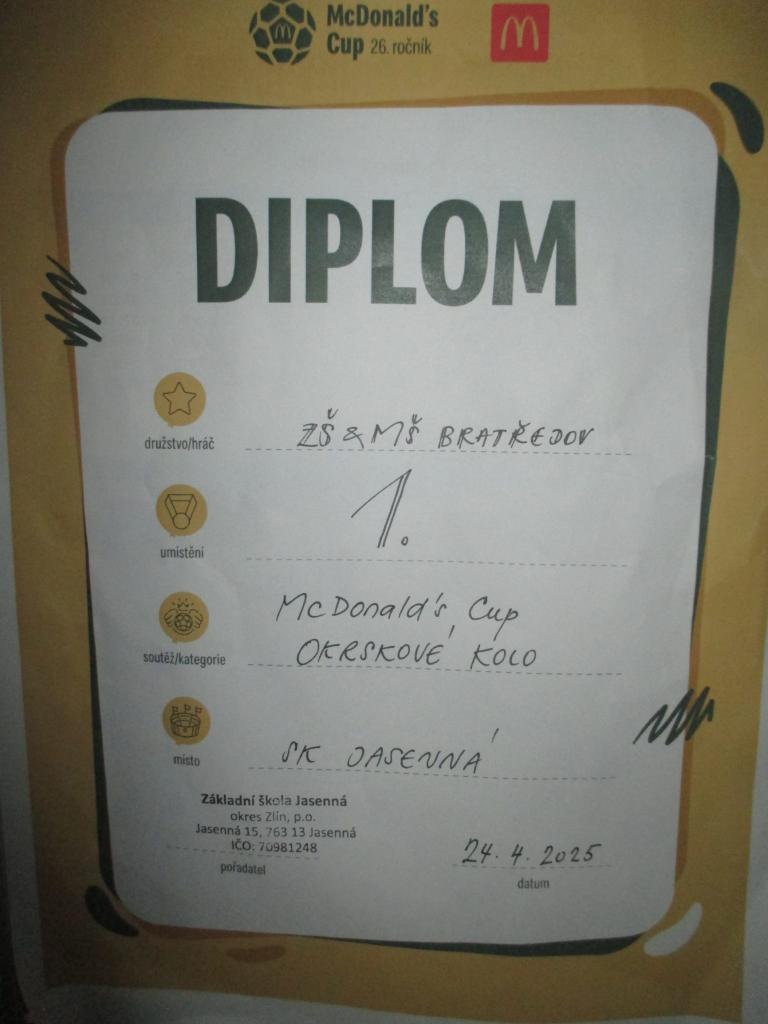 McDonald's
Cup 26. ročník
DIPLOM
družstvo/hráč
ZŠ & MŠ BRATŘEJOV
umístění
1.
soutěž/kategorie
McDonald's Cup
OKRSKOVÉ KOLO
místo
SK JASENNÁ
Základní škola Jasenná
okres Zlín, p.o.
Jasenná 15, 763 13 Jasenná
IČO: 70981248
pořadatel
24. 4. 2025
datum